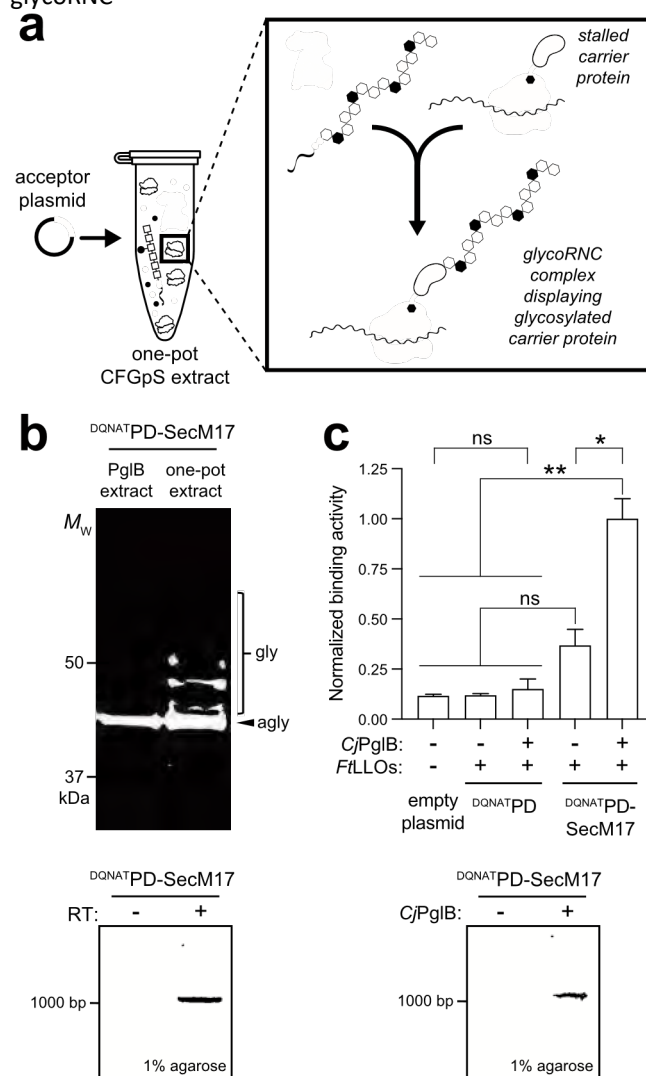 glycoRNC
a
stalled
carrier
protein
acceptor
plasmid
glycoRNC
complex
displaying
glycosylated
carrier protein
one-pot
CFGpS extract
b
DQNATPD-SecM17
PglB
extract
one-pot
extract
MW
50
37
kDa
gly
agly
c
ns
*
**
ns
Normalized binding activity
1.25
1.00
0.75
0.50
0.25
0.00
CjPglB: - - + - +
FtLLOs: - + + + +
empty
plasmid
DQNATPD
DQNATPD-
SecM17
DQNATPD-SecM17
RT: - +
1000 bp
1% agarose
DQNATPD-SecM17
CjPglB: - +
1000 bp
1% agarose